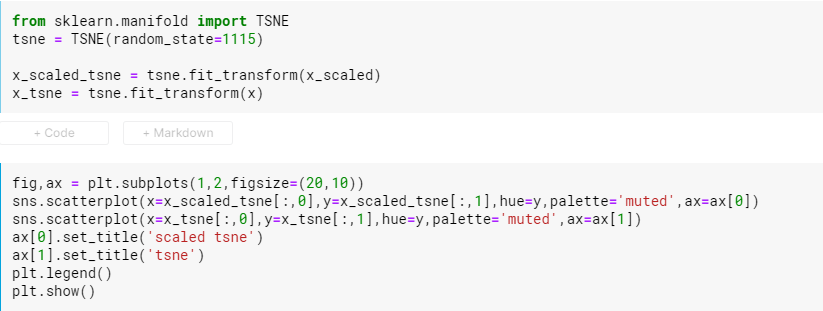 from sklearn.manifold import TSNE
tsne = TSNE(random_state=1115)
x_scaled_tsne = tsne.fit_transform(x_scaled)
x_tsne = tsne.fit_transform(x)
+ Code
+ Markdown
fig,ax = plt.subplots(1,2,figsize=(20,10))
sns.scatterplot(x=x_scaled_tsne[:,0],y=x_scaled_tsne[:,1],hue=y,palette='muted',ax=ax[0])
sns.scatterplot(x=x_tsne[:,0],y=x_tsne[:,1],hue=y,palette='muted',ax=ax[1])
ax[0].set_title('scaled tsne')
ax[1].set_title('tsne')
plt.legend()
plt.show()